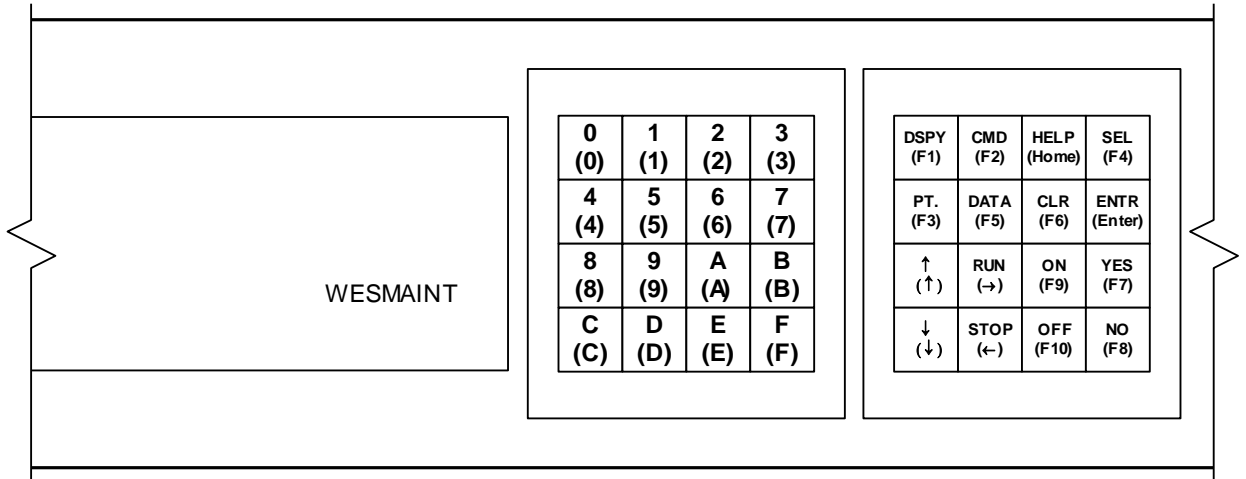 0 1 2 3
(0) (1) (2) (3)
4 5 6 7
(4) (5) (6) (7)
8 9 A B
(8) (9) (A) (B)
C D E F
(C) (D) (E) (F)
WESMAINT
DSPY CMD HELP SEL
(F1) (F2) (Home) (F4)
PT. DATA CLR ENTR
(F3) (F5) (F6) (Enter)
↑ RUN ON YES
(↑) (→) (F9) (F7)
↓ STOP OFF NO
(↓) (←) (F10) (F8)